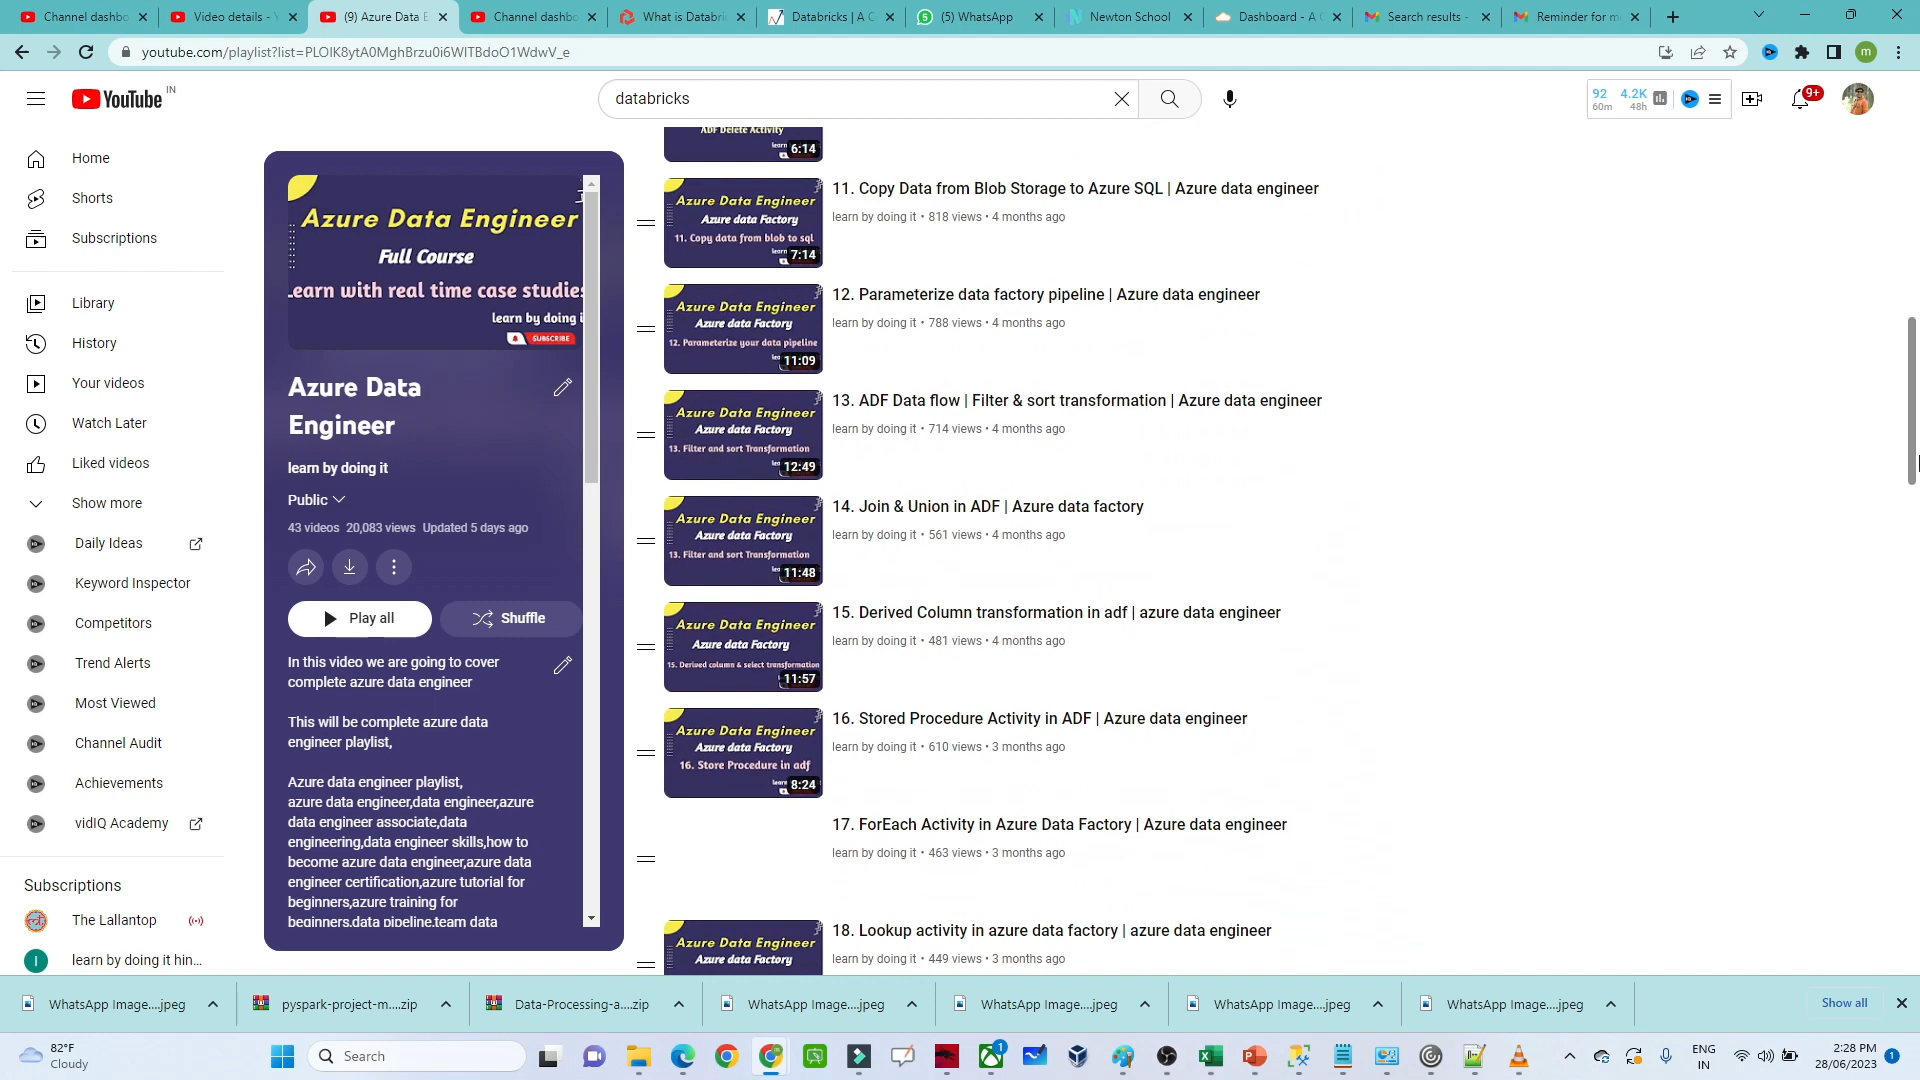 Channel dashbo
Video details - Y
(9) Azure Data E
Channel dashbo
What is Databri
Databricks | A C
(5) WhatsApp
Newton School
Dashboard - A C
Search results -
Reminder for m
youtube.com/playlist?list=PLOlK8ytA0MghBrzu0i6WITBdoO1WdwV_e
m
YouTube IN
databricks
92
60m
4.2K
48h
9+
Home
Shorts
Subscriptions
Library
History
Your videos
Watch Later
Liked videos
Show more
Daily Ideas
Keyword Inspector
Competitors
Trend Alerts
Most Viewed
Channel Audit
Achievements
vidIQ Academy
Subscriptions
The Lallantop
l
learn by doing it hin...
Azure Data Engineer
Full Course
Learn with real time case studies
learn by doing i
SUBSCRIBE
Azure Data
Engineer
learn by doing it
Public
43 videos 20,083 views Updated 5 days ago
Play all
Shuffle
In this video we are going to cover
complete azure data engineer
This will be complete azure data
engineer playlist,
Azure data engineer playlist,
azure data engineer,data engineer,azure
data engineer associate,data
engineering,data engineer skills,how to
become azure data engineer,azure data
engineer certification,azure tutorial for
beginners,azure training for
beginners,data pipeline,team data
ADF Delete Activity
6:14
Azure Data Engineer
Azure data Factory
11. Copy data from blob to sql
7:14
11. Copy Data from Blob Storage to Azure SQL | Azure data engineer
learn by doing it • 818 views • 4 months ago
Azure Data Engineer
Azure data Factory
12. Parameterize your data pipeline
11:09
12. Parameterize data factory pipeline | Azure data engineer
learn by doing it • 788 views • 4 months ago
Azure Data Engineer
Azure data Factory
13. Filter and sort Transformation
12:49
13. ADF Data flow | Filter & sort transformation | Azure data engineer
learn by doing it • 714 views • 4 months ago
Azure Data Engineer
Azure data Factory
13. Filter and sort Transformation
11:48
14. Join & Union in ADF | Azure data factory
learn by doing it • 561 views • 4 months ago
Azure Data Engineer
Azure data Factory
15. Derived column & select transformation
11:57
15. Derived Column transformation in adf | azure data engineer
learn by doing it • 481 views • 4 months ago
Azure Data Engineer
Azure data Factory
16. Store Procedure in adf
8:24
16. Stored Procedure Activity in ADF | Azure data engineer
learn by doing it • 610 views • 3 months ago
17. ForEach Activity in Azure Data Factory | Azure data engineer
learn by doing it • 463 views • 3 months ago
Azure Data Engineer
Azure data Factory
18. Lookup activity in azure data factory | azure data engineer
learn by doing it • 449 views • 3 months ago
WhatsApp Image....jpeg
pyspark-project-m....zip
Data-Processing-a....zip
WhatsApp Image....jpeg
WhatsApp Image....jpeg
WhatsApp Image....jpeg
WhatsApp Image....jpeg
Show all
82°F
Cloudy
Search
1
ENG
IN
2:28 PM
28/06/2023
1